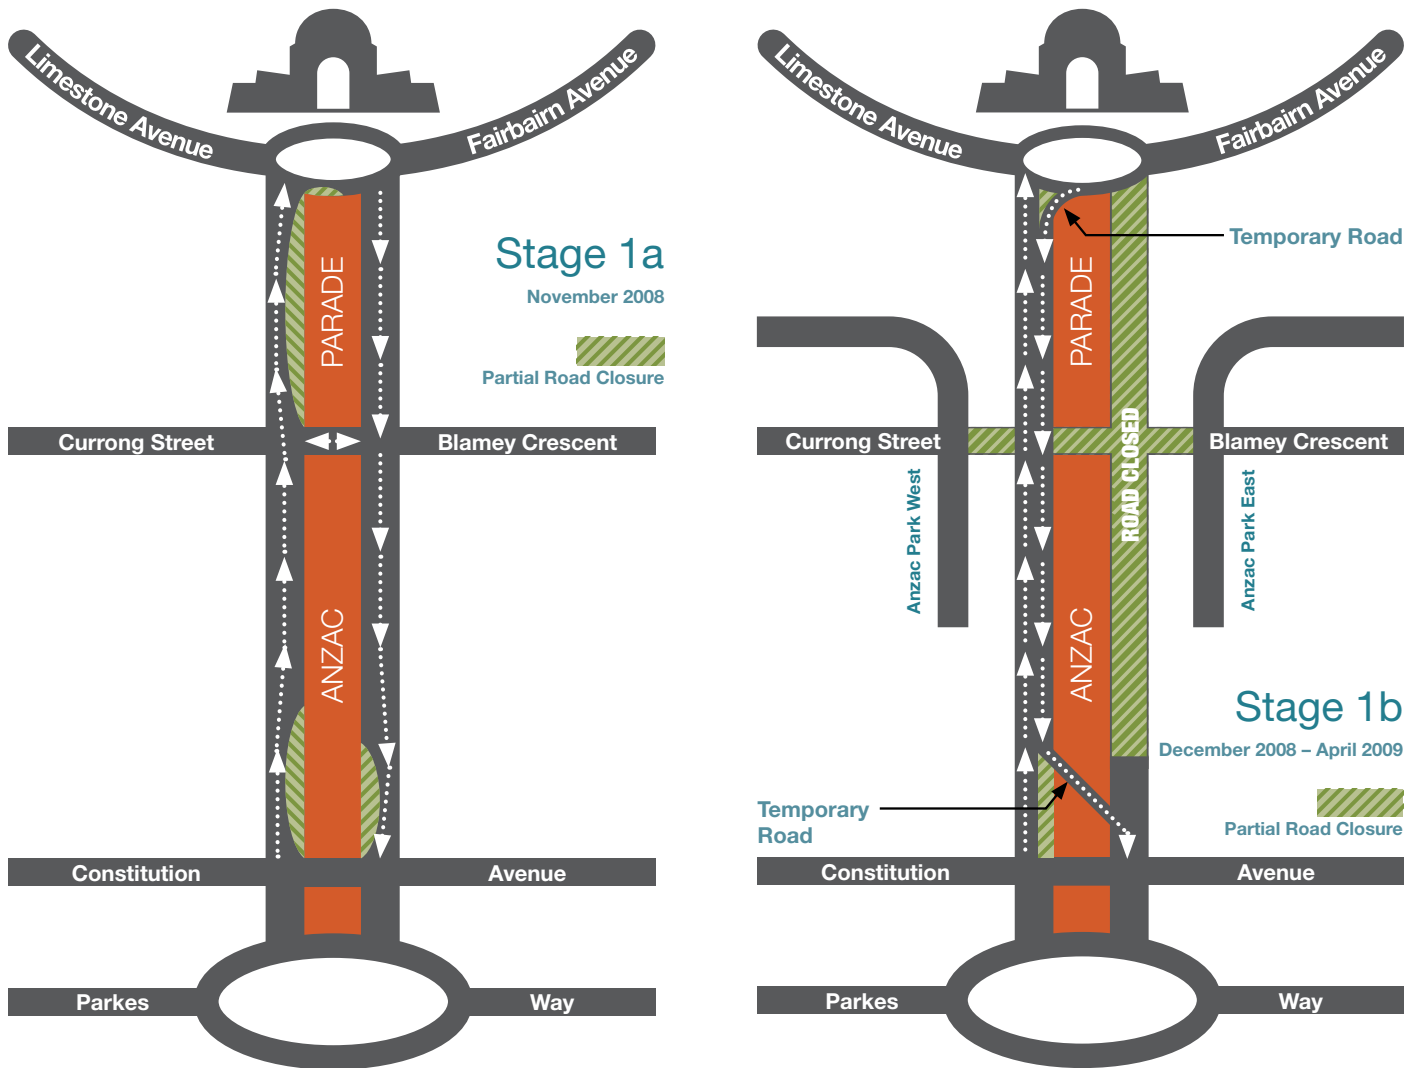 Limestone Avenue
Fairbairn Avenue
Stage 1a
November 2008
Partial Road Closure
PARADE
Currong Street
Blamey Crescent
ANZAC
Constitution
Avenue
Parkes
Way
Limestone Avenue
Fairbairn Avenue
Temporary Road
PARADE
ROAD CLOSED
Currong Street
Blamey Crescent
Anzac Park West
Anzac Park East
ANZAC
Stage 1b
December 2008 – April 2009
Partial Road Closure
Temporary
Road
Constitution
Avenue
Parkes
Way